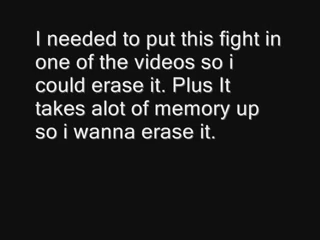 I needed to put this fight in
one of the videos so i
could erase it. Plus It
takes alot of memory up
so i wanna erase it.